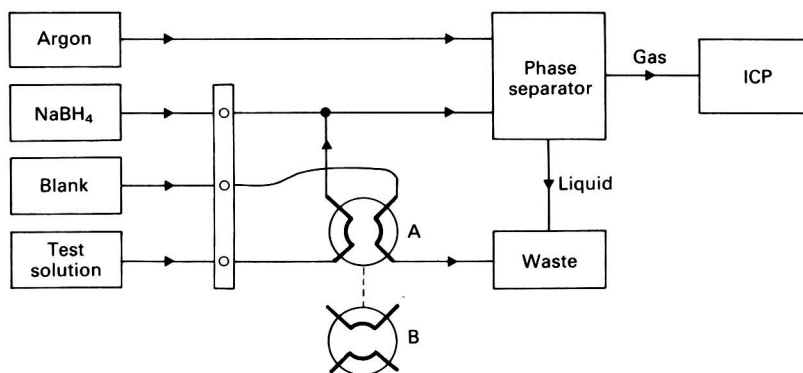 Argon
NaBH₄
Blank
Test
solution
Phase
separator
Gas
ICP
Liquid
Waste
A
B